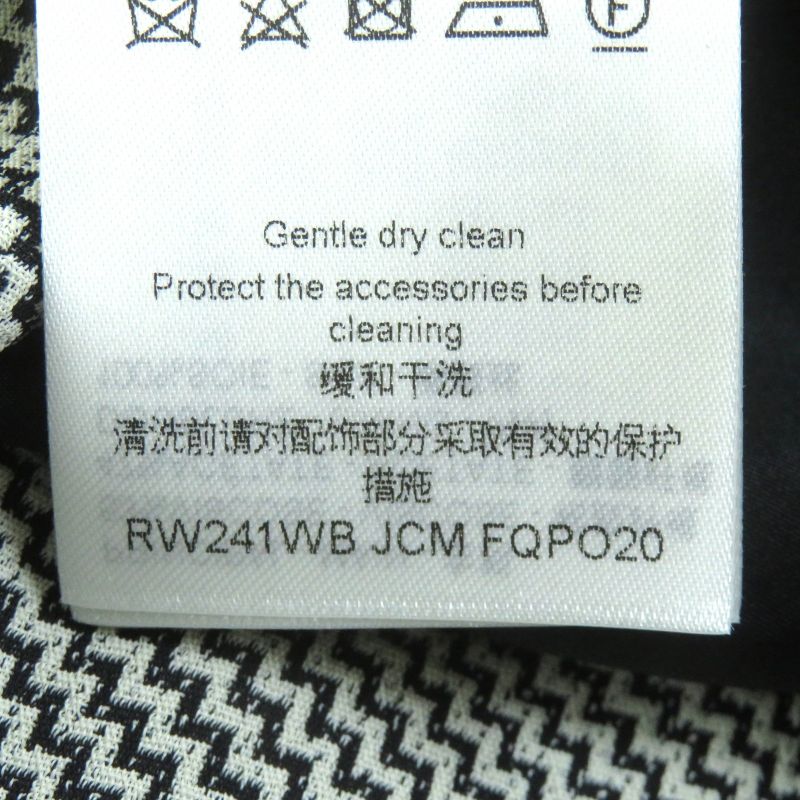 F
Gentle dry clean
Protect the accessories before
cleaning
缓和干洗
清洗前请对配饰部分采取有效的保护
措施
RW241WB JCM FQPO20